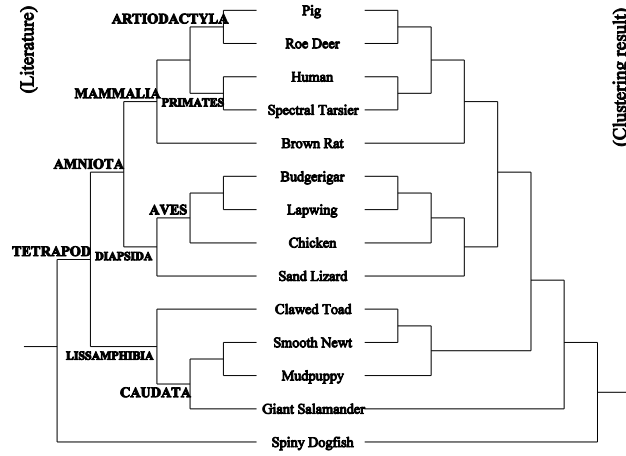 (Literature)
(Clustering result)
ARTIODACTYLA
Pig
Roe Deer
Human
MAMMALIA
PRIMATES
Spectral Tarsier
Brown Rat
AMNIOTA
Budgerigar
AVES
Lapwing
Chicken
TETRAPOD
DIAPSIDA
Sand Lizard
Clawed Toad
Smooth Newt
LISSAMPHIBIA
Mudpuppy
CAUDATA
Giant Salamander
Spiny Dogfish